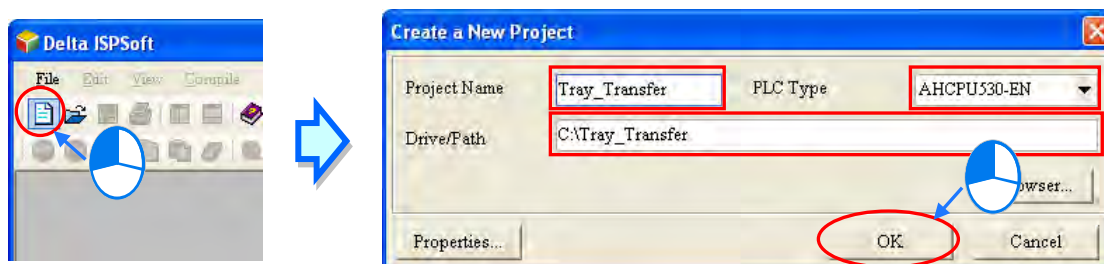 Delta ISPSoft
File Edit View Compile
Create a New Project
Project Name Tray_Transfer PLC Type AHCPU530-EN
Drive/Path C:\Tray_Transfer
Properties... OK Cancel